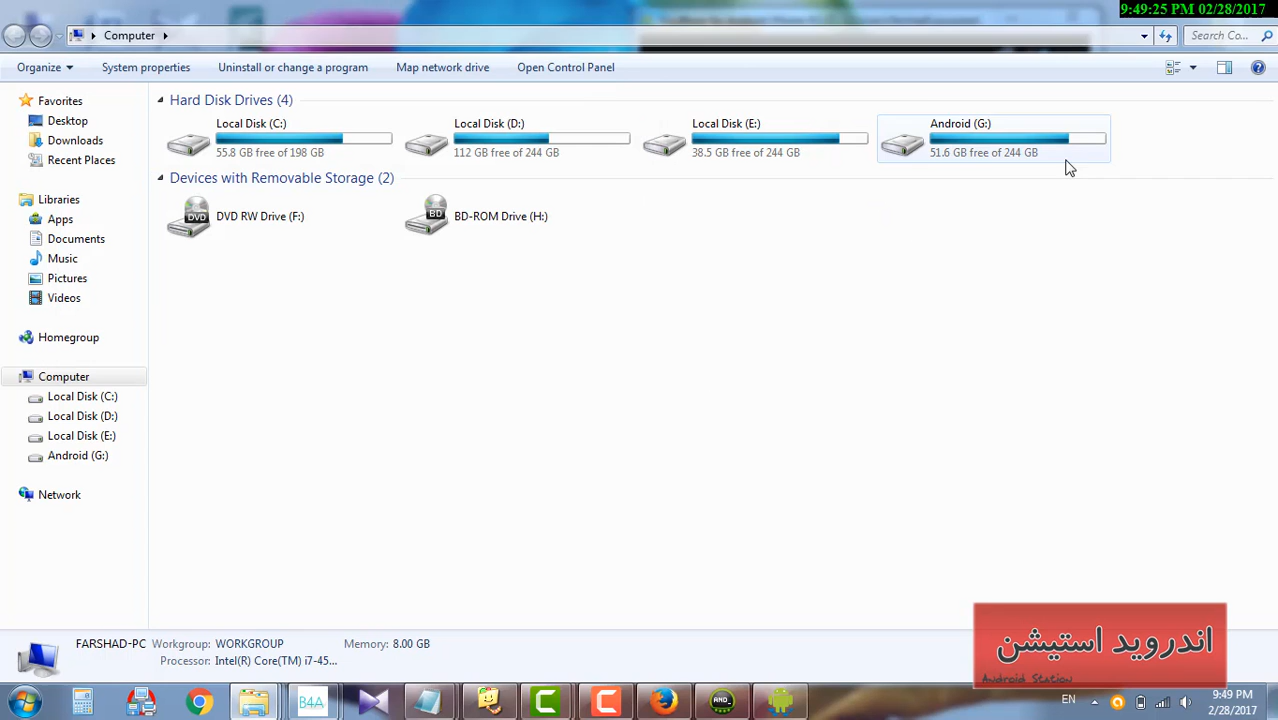 9:49:25 PM 02/28/2017
Computer
Search Co...
Organize
System properties
Uninstall or change a program
Map network drive
Open Control Panel
Favorites
Desktop
Downloads
Recent Places
Libraries
Apps
Documents
Music
Pictures
Videos
Homegroup
Computer
Local Disk (C:)
Local Disk (D:)
Local Disk (E:)
Android (G:)
Network
Hard Disk Drives (4)
Local Disk (C:)
55.8 GB free of 198 GB
Local Disk (D:)
112 GB free of 244 GB
Local Disk (E:)
38.5 GB free of 244 GB
Android (G:)
51.6 GB free of 244 GB
Devices with Removable Storage (2)
DVD
DVD RW Drive (F:)
BD
BD-ROM Drive (H:)
FARSHAD-PC
Workgroup: WORKGROUP
Memory: 8.00 GB
Processor: Intel(R) Core(TM) i7-45...
اندروید استیشن
Android Station
B4A
AND_
EN
9:49 PM
2/28/2017